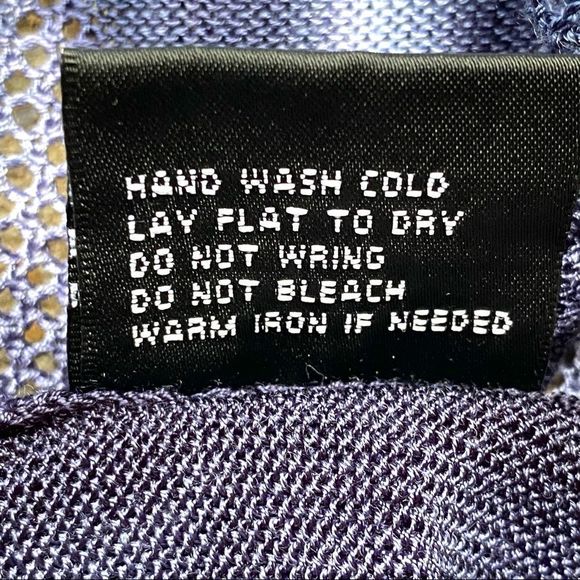 HAND WASH COLD
LAY FLAT TO DRY
DO NOT WRING
DO NOT BLEACH
WARM IRON IF NEEDED